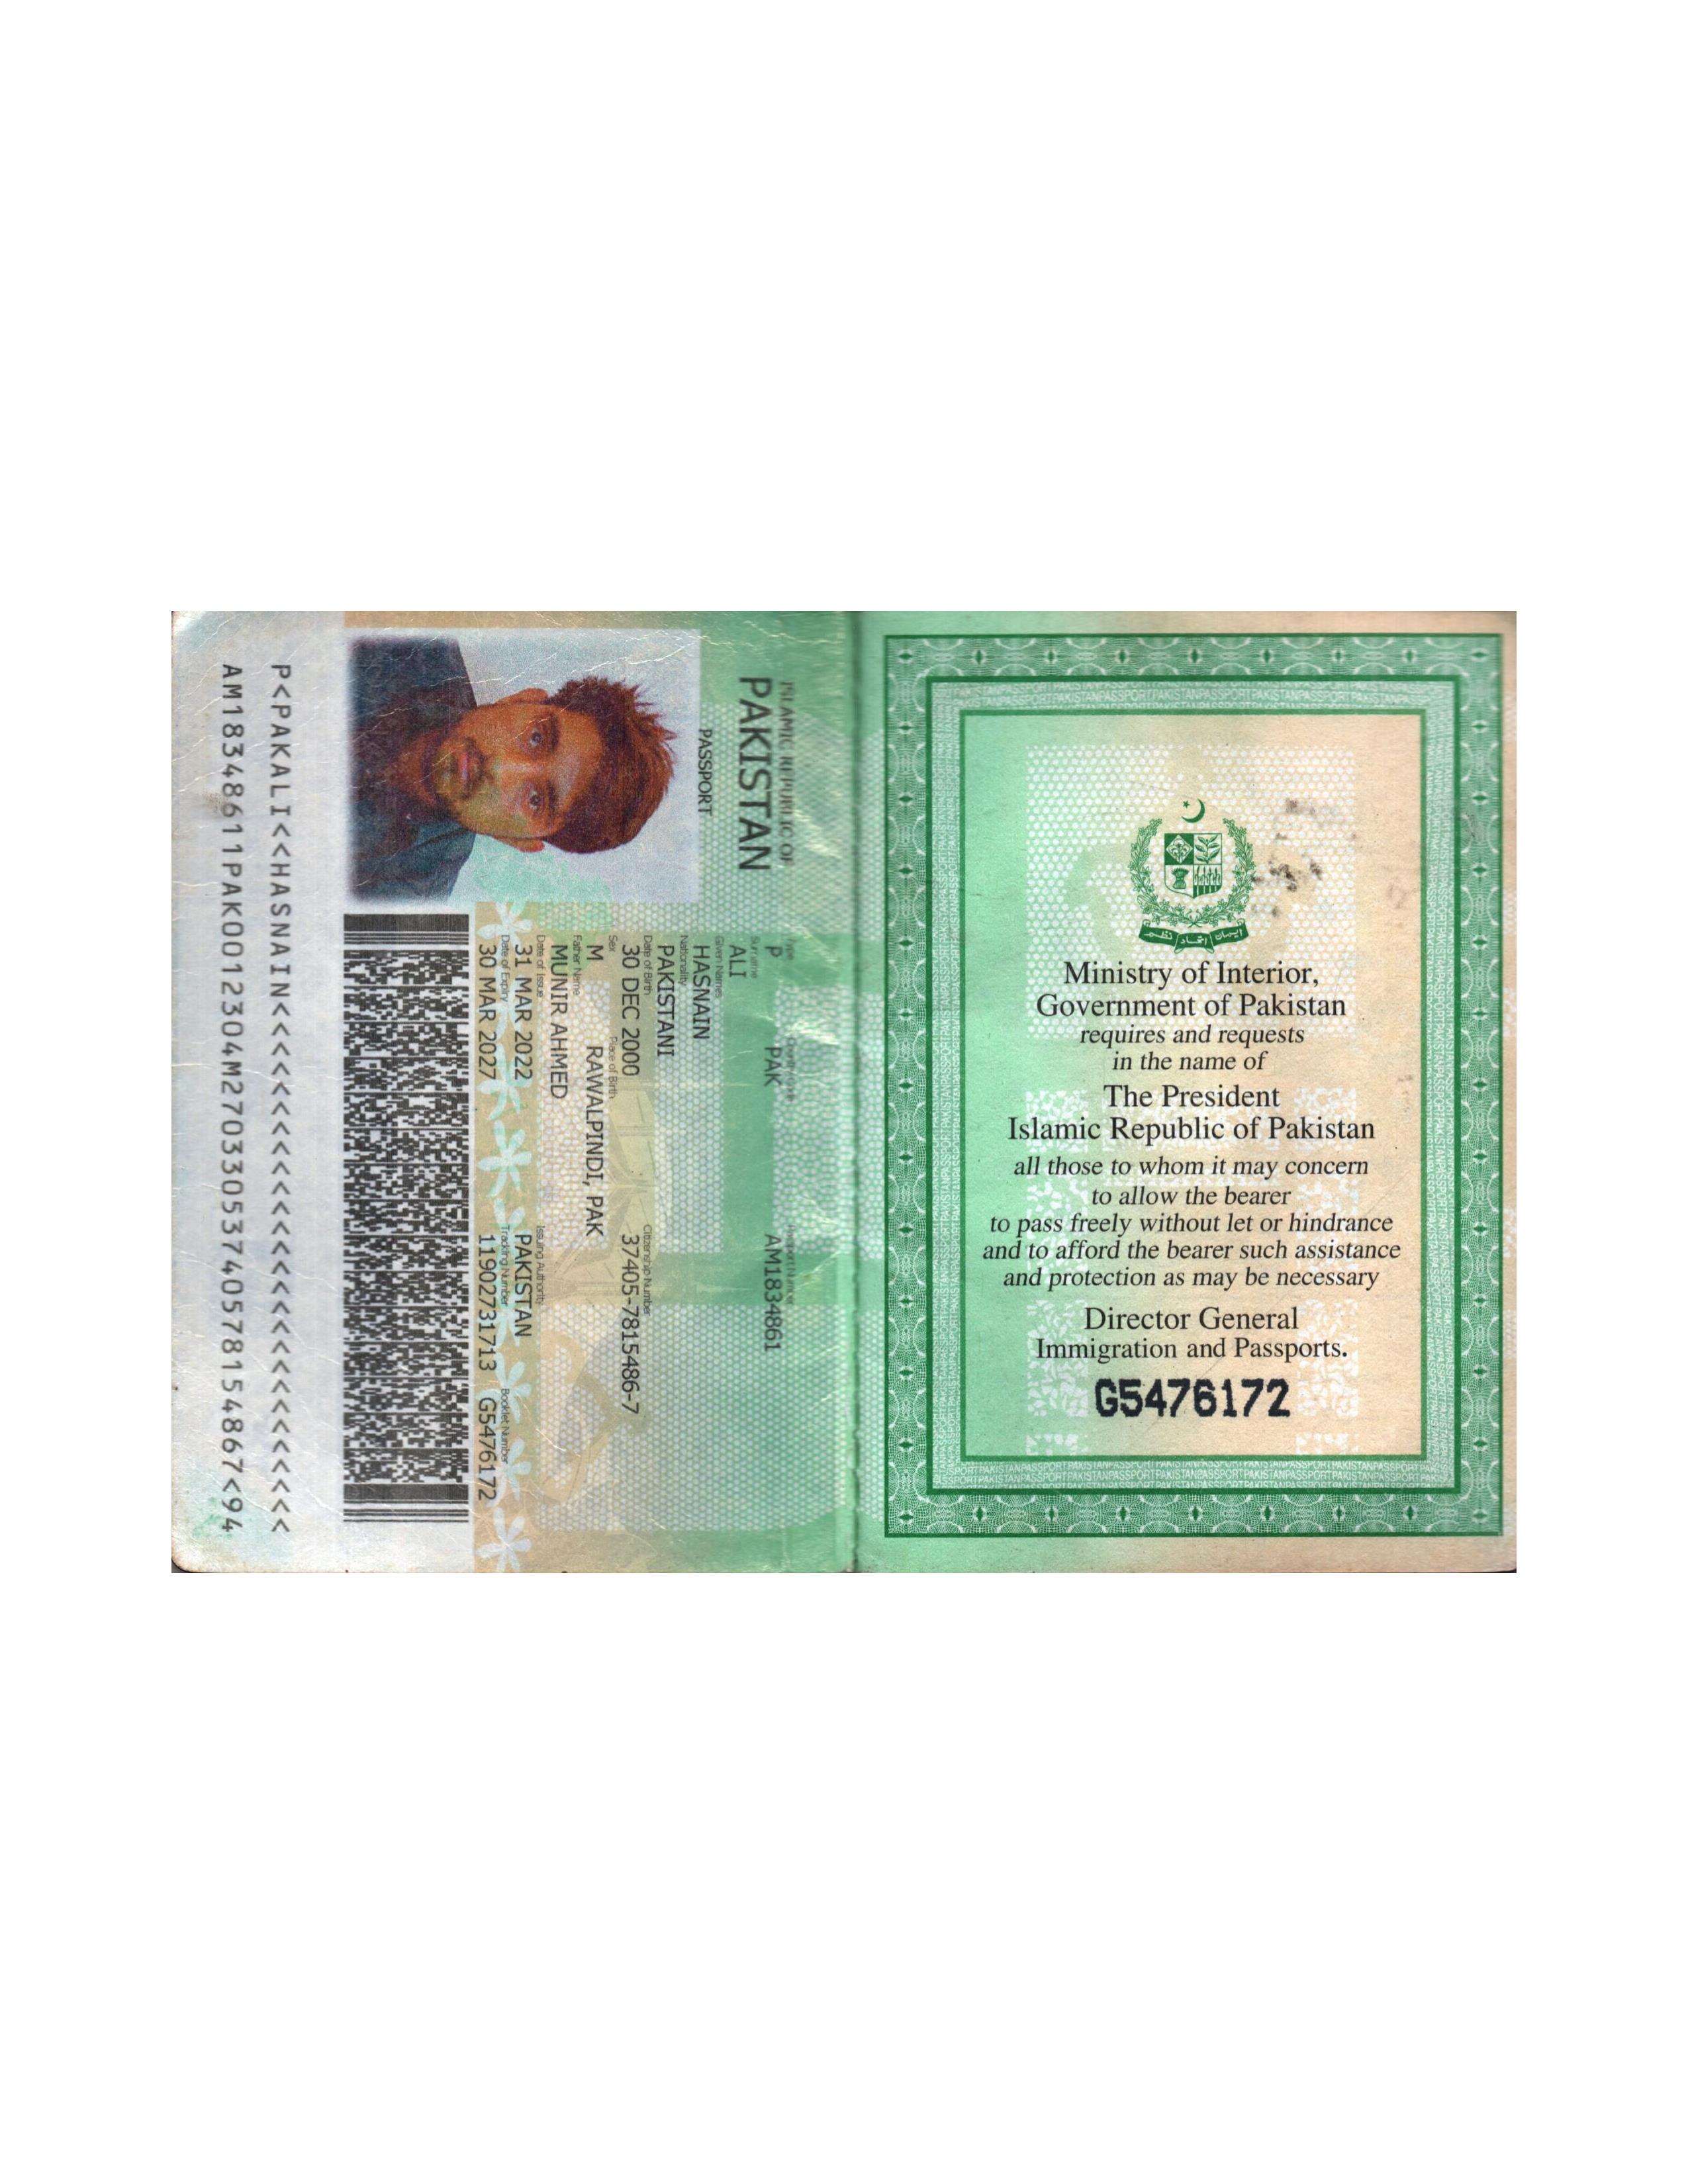 ISLAMIC REPUBLIC OF
PAKISTAN
PASSPORT
Type
P
Country Code
PAK
Passport Number
AM1834861
Surname
ALI
Given Names
HASNAIN
Nationality
PAKISTANI
Date of Birth
30 DEC 2000
Citizenship Number
37405-7815486-7
Sex
M
Place of Birth
RAWALPINDI, PAK
Father Name
MUNIR AHMED
Date of Issue
31 MAR 2022
Issuing Authority
PAKISTAN
Date of Expiry
30 MAR 2027
Tracking Number
11902731713
Booklet Number
G5476172
P<PAKALI<<HASNAIN<<<<<<<<<<<<<<<<<<<<<<<<<<<
AM18348611PAK0012304M27033053740578154867<94
ایمان اتحاد نظم
Ministry of Interior,
Government of Pakistan
requires and requests
in the name of
The President
Islamic Republic of Pakistan
all those to whom it may concern
to allow the bearer
to pass freely without let or hindrance
and to afford the bearer such assistance
and protection as may be necessary
Director General
Immigration and Passports.
G5476172